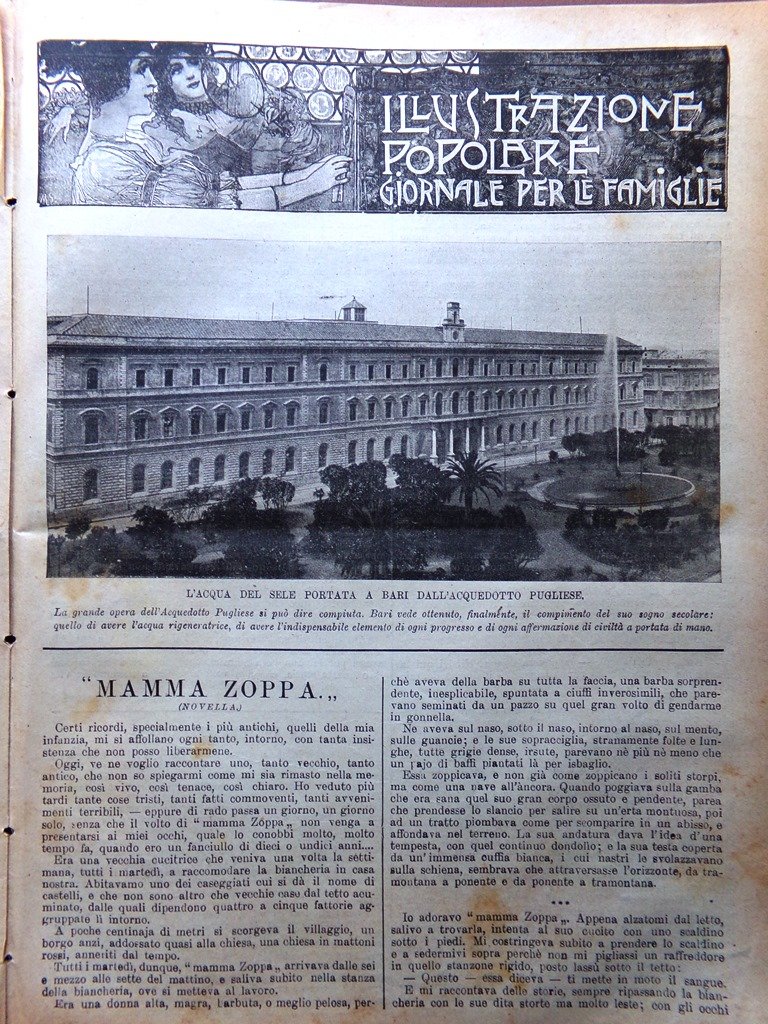 ILLUSTRAZIONE
POPOLARE
GIORNALE PER LE FAMIGLIE
L'ACQUA DEL SELE PORTATA A BARI DALL'ACQUEDOTTO PUGLIESE.
La grande opera dell'Acquedotto Pugliese si può dire compiuta. Bari vede ottenuto, finalmente, il compimento del suo sogno secolare:
quello di avere l'acqua rigeneratrice, di avere l'indispensabile elemento di ogni progresso e di ogni affermazione di civiltà a portata di mano.
"MAMMA ZOPPA.„
(NOVELLA.)
Certi ricordi, specialmente i più antichi, quelli della mia
infanzia, mi si affollano ogni tanto, intorno, con tanta insi-
stenza che non posso liberarmene.
Oggi, ve ne voglio raccontare uno, tanto vecchio, tanto
antico, che non so spiegarmi come mi sia rimasto nella me-
moria, così vivo, così tenace, così chiaro. Ho veduto più
tardi tante cose tristi, tanti fatti commoventi, tanti avveni-
menti terribili, — eppure di rado passa un giorno, un giorno
solo, senza che il volto di "mamma Zoppa„ non venga a
presentarsi ai miei occhi, quale lo conobbi molto, molto
tempo fa, quando ero un fanciullo di dieci o undici anni....
Era una vecchia cucitrice che veniva una volta la setti-
mana, tutti i martedì, a raccomodare la biancheria in casa
nostra. Abitavamo uno dei caseggiati cui si dà il nome di
castelli, e che non sono altro che vecchie case dal tetto acu-
minato, dalle quali dipendono quattro a cinque fattorie ag-
gruppate lì intorno.
A poche centinaja di metri si scorgeva il villaggio, un
borgo anzi, addossato quasi alla chiesa, una chiesa in mattoni
rossi, anneriti dal tempo.
Tutti i martedì, dunque, "mamma Zoppa„ arrivava dalle sei
e mezzo alle sette del mattino, e saliva subito nella stanza
della biancheria, ove si metteva al lavoro.
Era una donna alta, magra, barbuta, o meglio pelosa, per-
chè aveva della barba su tutta la faccia, una barba sorpren-
dente, inesplicabile, spuntata a ciuffi inverosimili, che pare-
vano seminati da un pazzo su quel gran volto di gendarme
in gonnella.
Ne aveva sul naso, sotto il naso, intorno al naso, sul mento,
sulle guancie; e le sue sopracciglia, stranamente folte e lun-
ghe, tutte grigie dense, irsute, parevano nè più nè meno che
un pajo di baffi piantati là per isbaglio.
Essa zoppicava, e non già come zoppicano i soliti storpi,
ma come una nave all'àncora. Quando poggiava sulla gamba
che era sana quel suo gran corpo ossuto e pendente, parea
che prendesse lo slancio per salire su un'erta montuosa, poi
ad un tratto piombava come per scomparire in un abisso, e
affondava nel terreno. La sua andatura dava l'idea d'una
tempesta, con quel continuo dondolio; e la sua testa coperta
da un'immensa cuffia bianca, i cui nastri le svolazzavano
sulla schiena, sembrava che attraversasse l'orizzonte, da tra-
montana a ponente e da ponente a tramontana.
***
Io adoravo "mamma Zoppa„. Appena alzatomi dal letto,
salivo a trovarla, intenta al suo cucito con uno scaldino
sotto i piedi. Mi costringeva subito a prendere lo scaldino
e a sedermivi sopra perchè non mi pigliassi un raffreddore
in quello stanzone rigido, posto lassù sotto il tetto:
— Questo — essa diceva — ti mette in moto il sangue.
E mi raccontava delle storie, sempre ripassando la bian-
cheria con le sue dita storte ma molto leste; con gli occhi